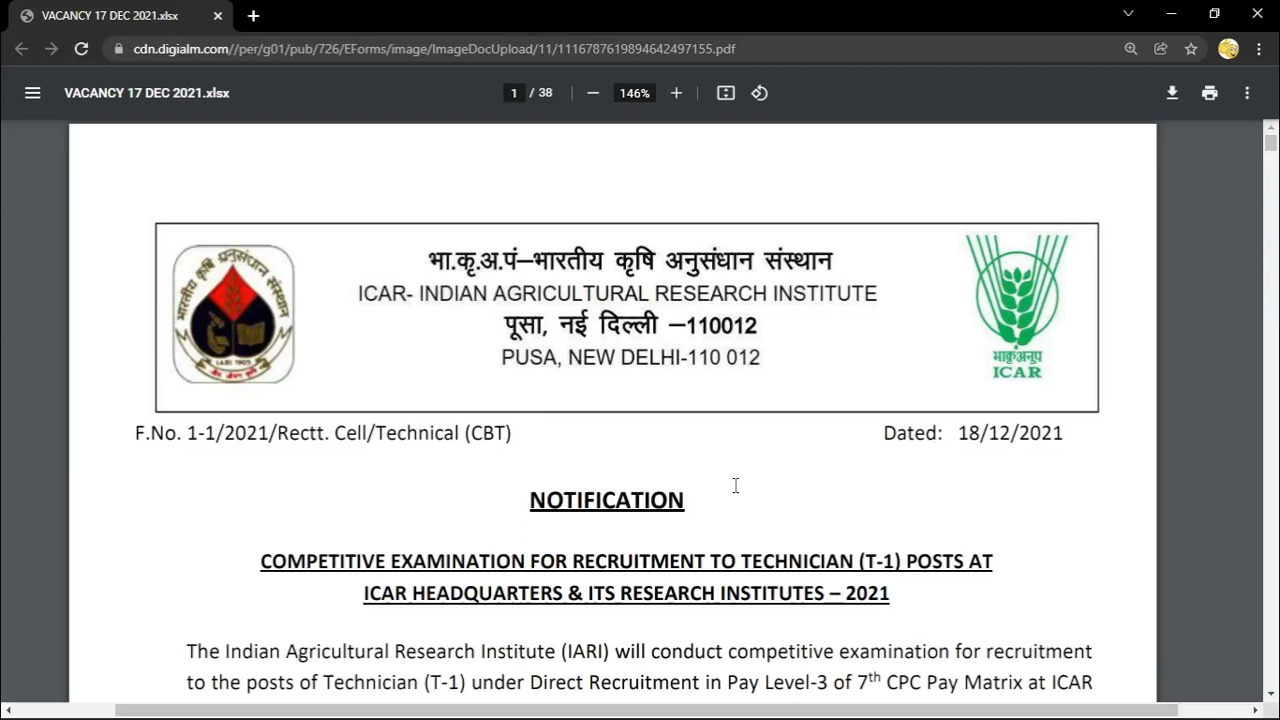 VACANCY 17 DEC 2021.xlsx
cdn.digialm.com//per/g01/pub/726/EForms/image/ImageDocUpload/11/1116787619894642497155.pdf
VACANCY 17 DEC 2021.xlsx
1 / 38
146%
भा.कृ.अ.पं–भारतीय कृषि अनुसंधान संस्थान
ICAR- INDIAN AGRICULTURAL RESEARCH INSTITUTE
पूसा, नई दिल्ली –110012
PUSA, NEW DELHI-110 012
भारतीय कृषि अनुसंधान संस्थान
I.A.R.I 1905
भाकृअनुप
ICAR
F.No. 1-1/2021/Rectt. Cell/Technical (CBT) Dated: 18/12/2021
NOTIFICATION
COMPETITIVE EXAMINATION FOR RECRUITMENT TO TECHNICIAN (T-1) POSTS AT
ICAR HEADQUARTERS & ITS RESEARCH INSTITUTES – 2021
The Indian Agricultural Research Institute (IARI) will conduct competitive examination for recruitment
to the posts of Technician (T-1) under Direct Recruitment in Pay Level-3 of 7th CPC Pay Matrix at ICAR